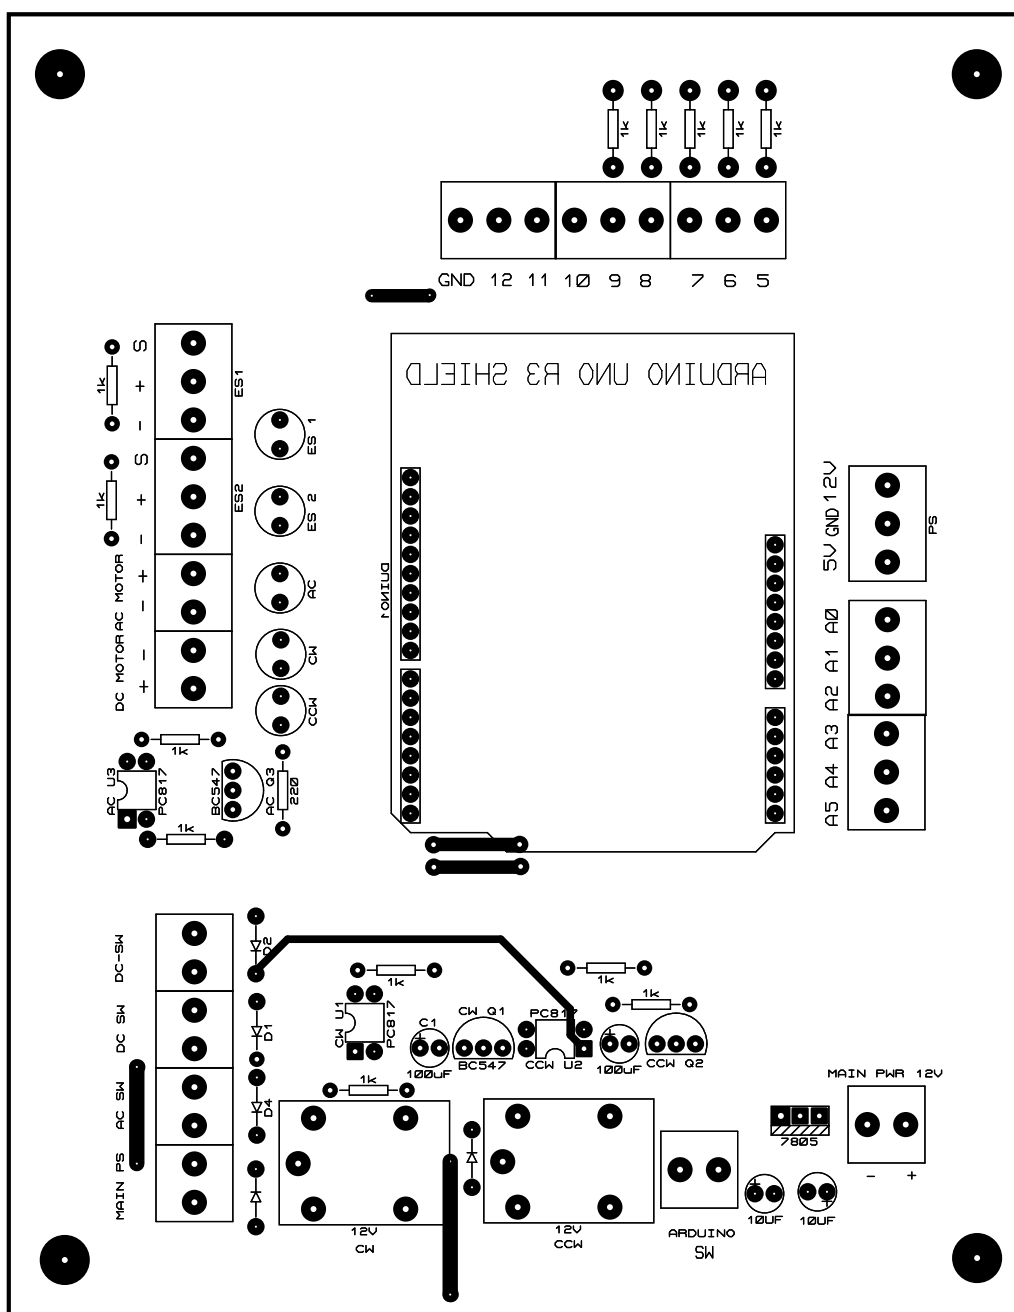 1k
1k
1k
1k
1k
GND 12 11 10 9 8 7 6 5
ARDUINO UNO R3 SHIELD
S
+
-
1k
ES1
ES 1
S
+
-
1k
ES2
ES 2
DUINO1
12V
GND
5V
PS
AC MOTOR
+
-
AC
DC MOTOR
-
+
CW
CCW
A0
A1
A2
A3
A4
A5
1k
AC U3
PC817
BC547
AC Q3
220
1k
DC-SW
D2
DC SW
D1
AC SW
D4
MAIN PS
1k
1k
1k
CW U1
PC817
C1
+
100uF
CW Q1
BC547
PC817
CCW U2
+
100uF
CCW Q2
1k
12V
CW
12V
CCW
ARDUINO
SW
MAIN PWR 12V
- +
7805
+
10UF
+
10UF